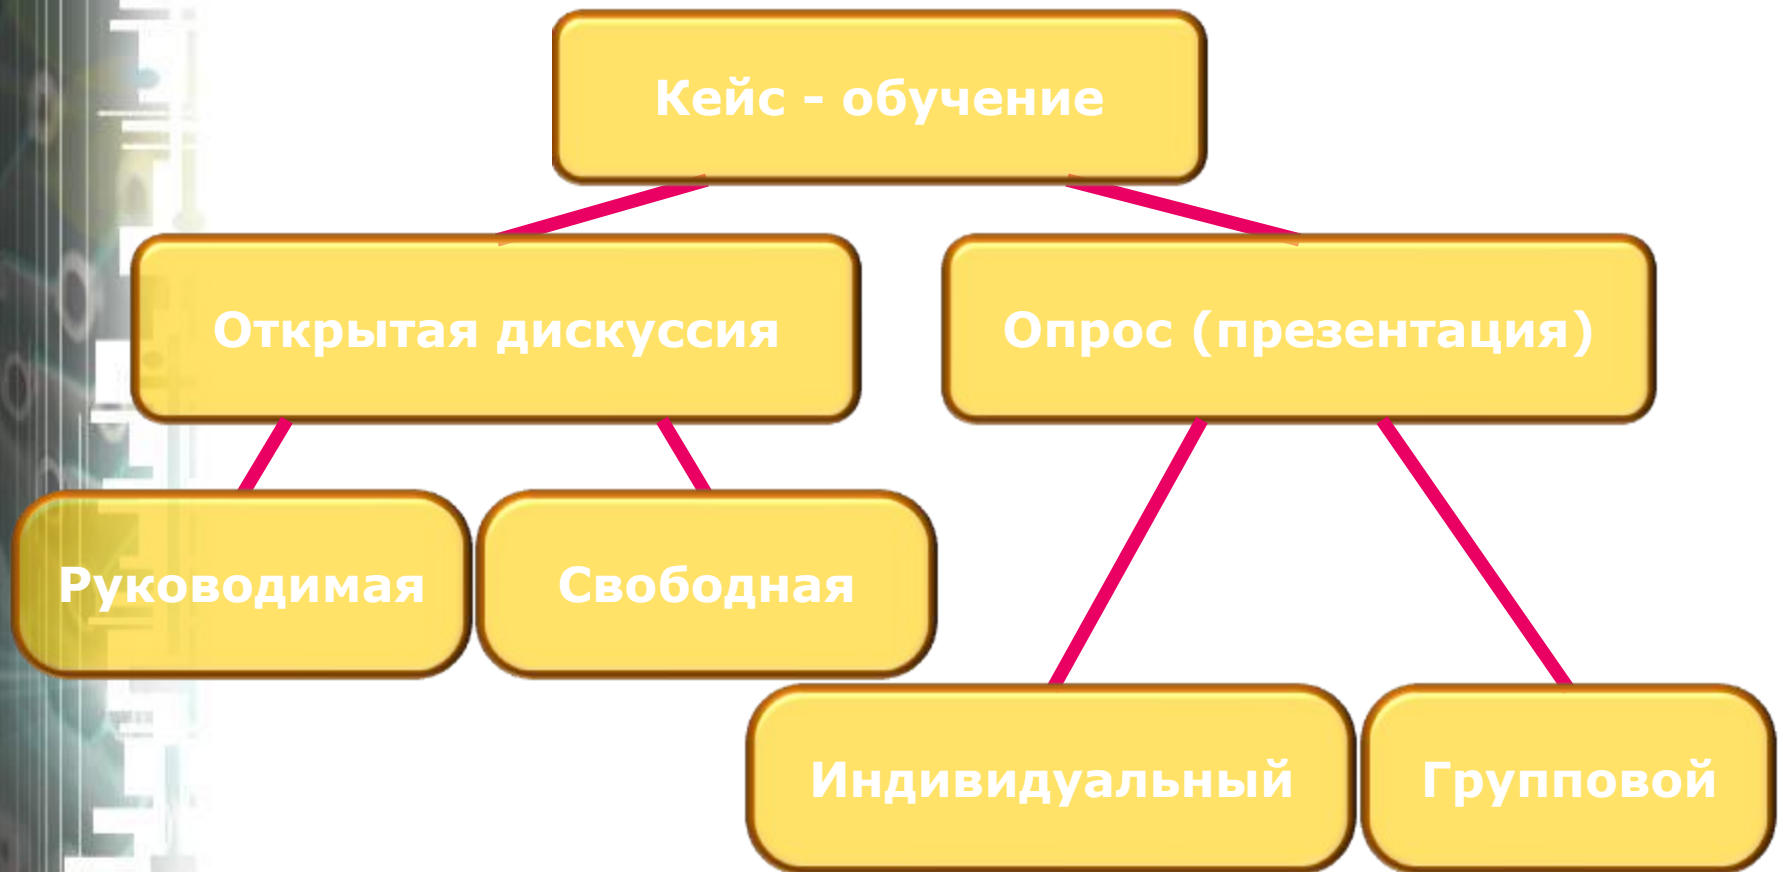 Кейс - обучение
Открытая дискуссия
Опрос (презентация)
Руководимая
Свободная
Индивидуальный
Групповой